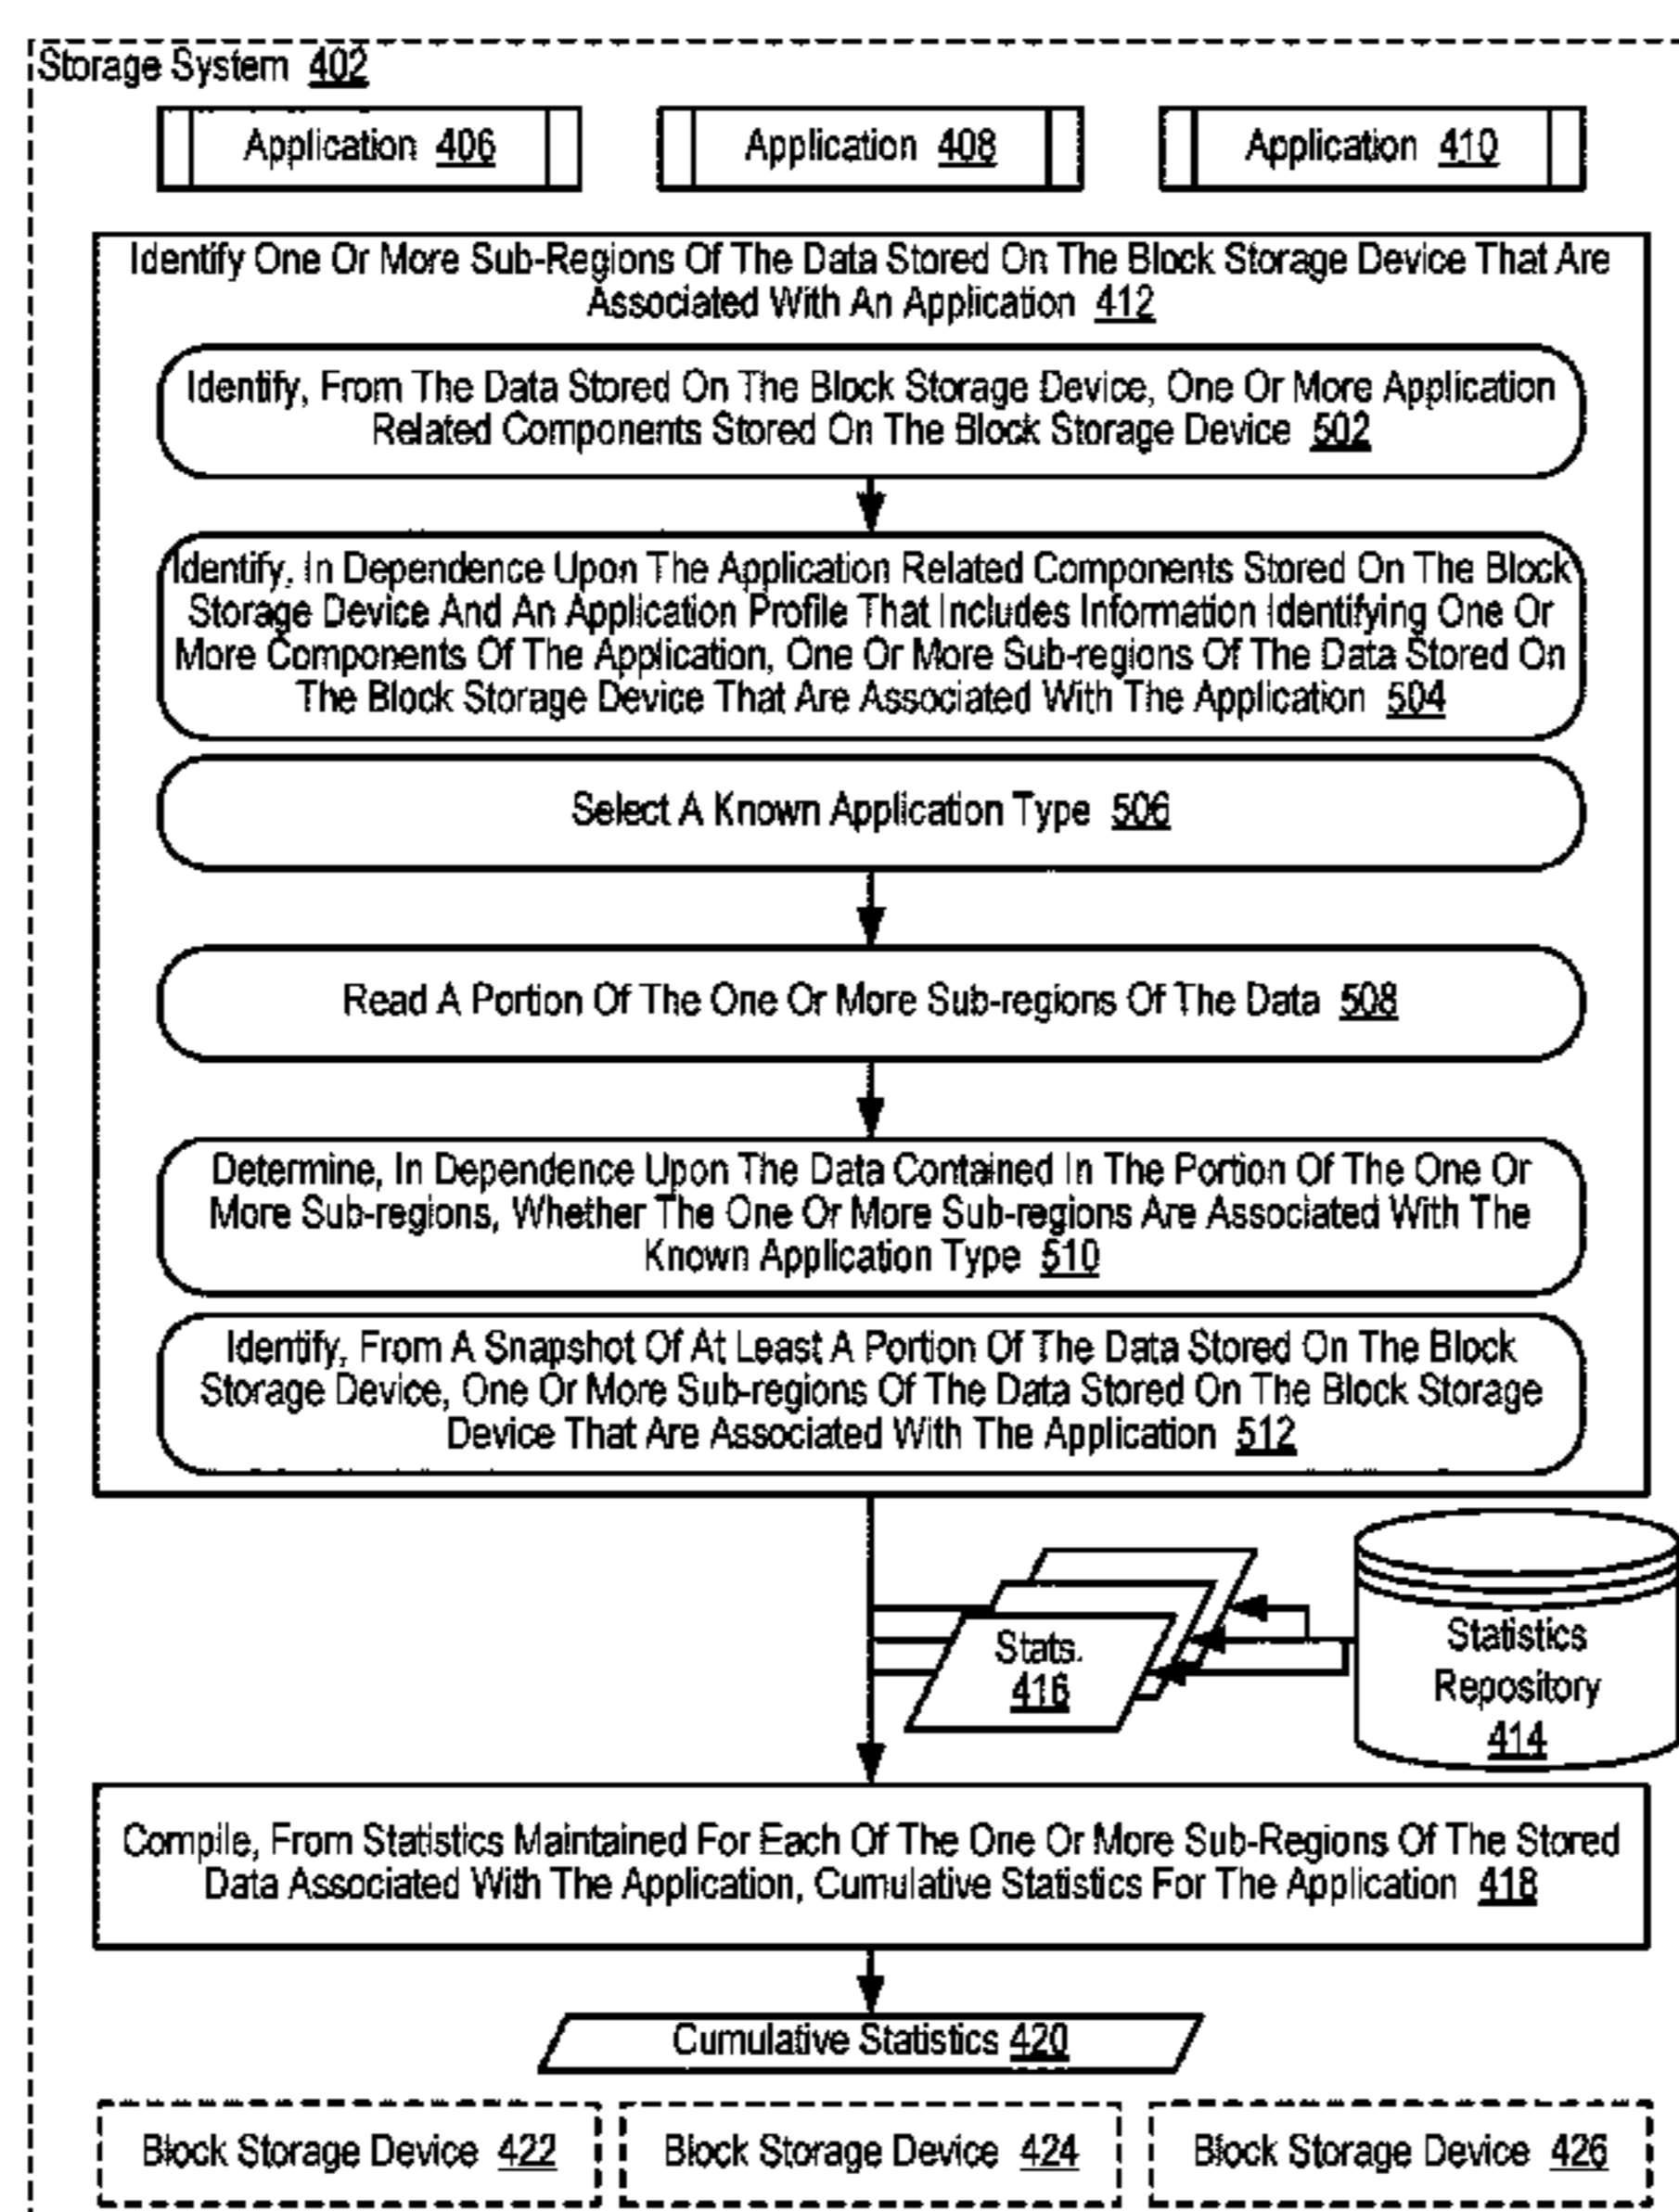 Storage System 402
Application 406
Application 408
Application 410
Identify One Or More Sub-Regions Of The Data Stored On The Block Storage Device That Are
Associated With An Application 412
Identify, From The Data Stored On The Block Storage Device, One Or More Application
Related Components Stored On The Block Storage Device 502
Identify, In Dependence Upon The Application Related Components Stored On The Block
Storage Device And An Application Profile That Includes Information Identifying One Or
More Components Of The Application, One Or More Sub-regions Of The Data Stored On
The Block Storage Device That Are Associated With The Application 504
Select A Known Application Type 506
Read A Portion Of The One Or More Sub-regions Of The Data 508
Determine, In Dependence Upon The Data Contained In The Portion Of The One Or
More Sub-regions, Whether The One Or More Sub-regions Are Associated With The
Known Application Type 510
Identify, From A Snapshot Of At Least A Portion Of The Data Stored On The Block
Storage Device, One Or More Sub-regions Of The Data Stored On The Block Storage
Device That Are Associated With The Application 512
Stats.
416
Statistics
Repository
414
Compile, From Statistics Maintained For Each Of The One Or More Sub-Regions Of The Stored
Data Associated With The Application, Cumulative Statistics For The Application 418
Cumulative Statistics 420
Block Storage Device 422
Block Storage Device 424
Block Storage Device 426